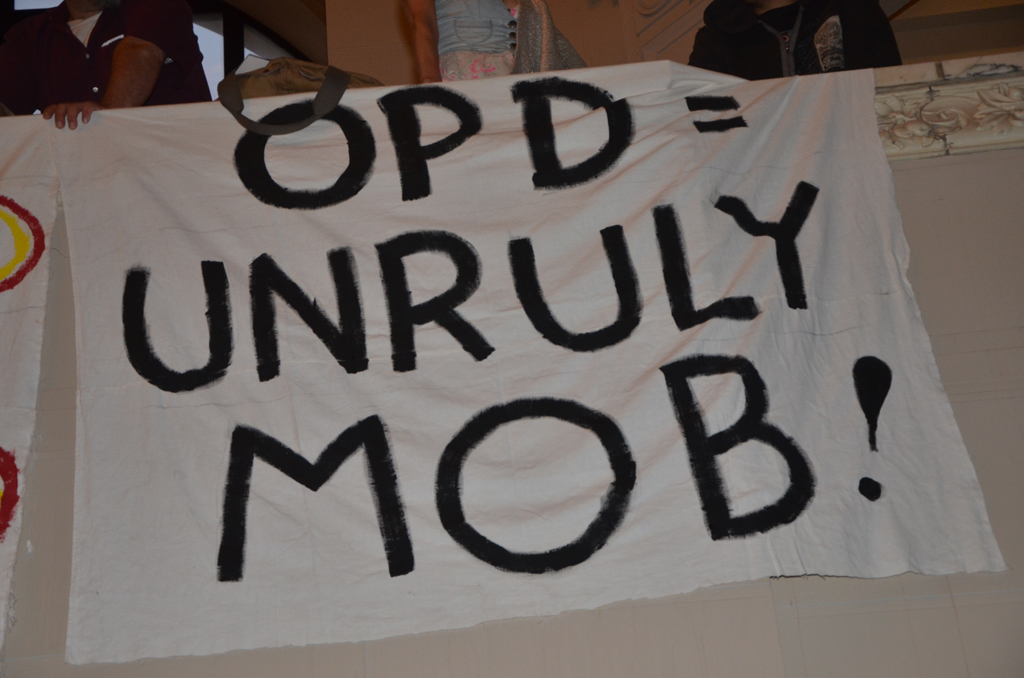 OPD =
UNRULY
MOB!